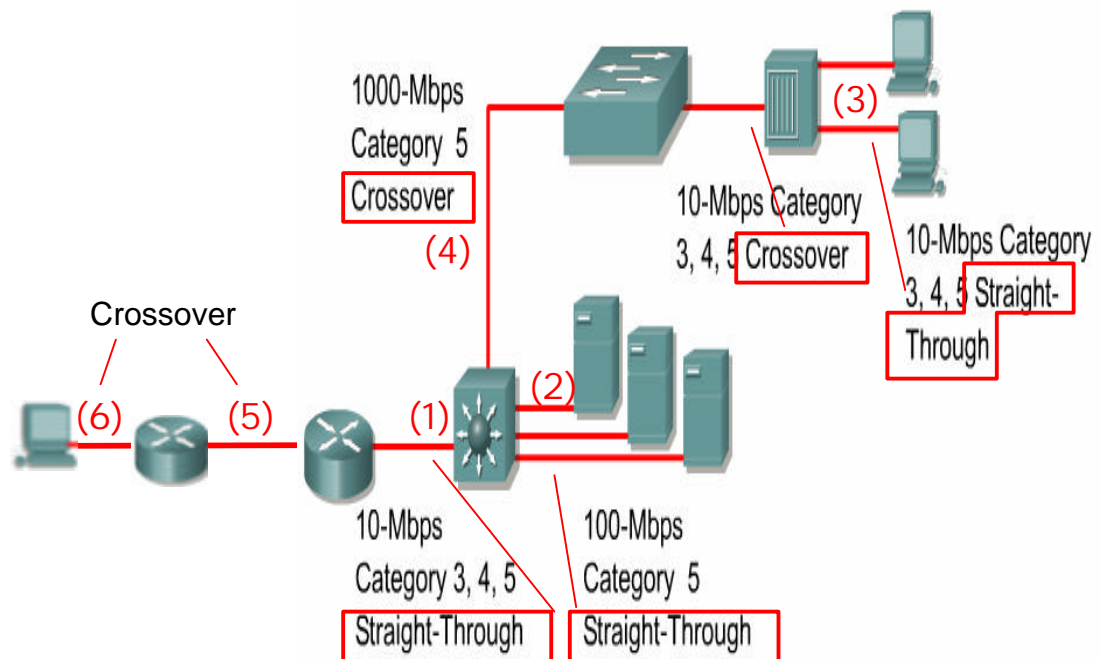 1000-Mbps
Category 5
Crossover
(4)
(3)
10-Mbps Category
3, 4, 5 Crossover
10-Mbps Category
3, 4, 5 Straight-
Through
Crossover
(6)
(5)
(1)
(2)
10-Mbps
Category 3, 4, 5
Straight-Through
100-Mbps
Category 5
Straight-Through